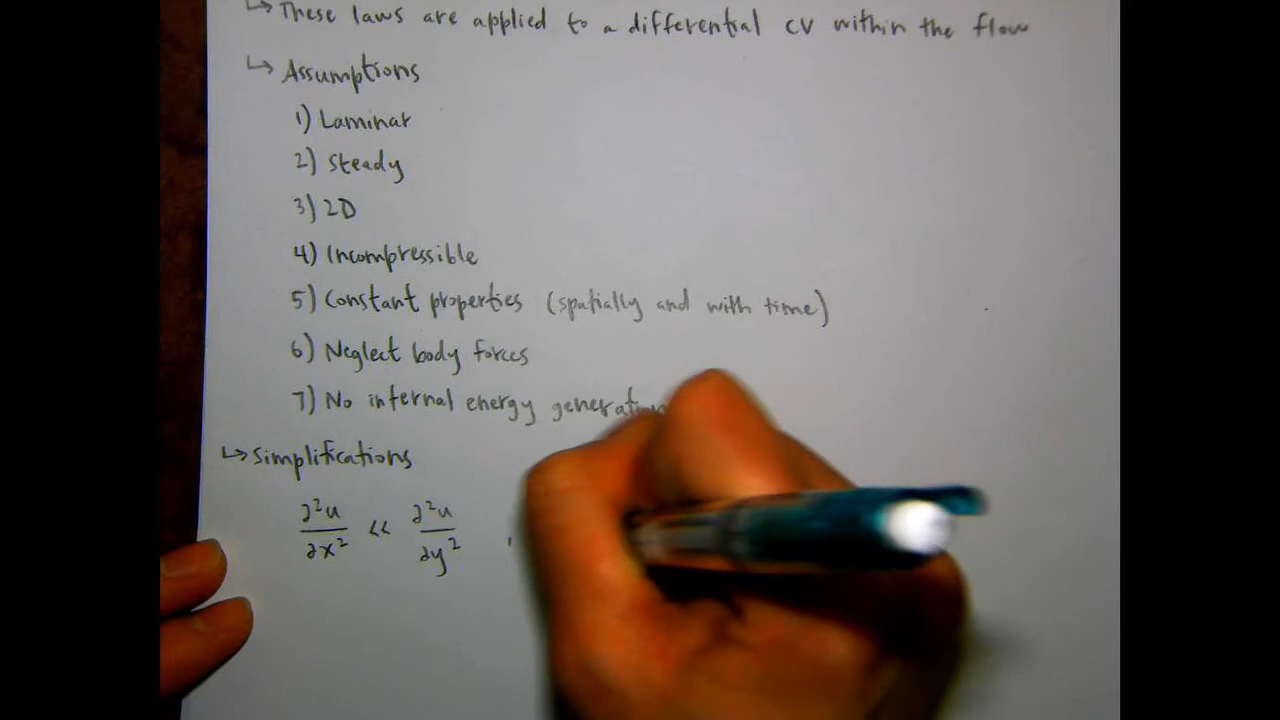 ↳ These laws are applied to a differential CV within the flow
↳ Assumptions
1) Laminar
2) Steady
3) 2D
4) Incompressible
5) Constant properties (spatially and with time)
6) Neglect body forces
7) No internal energy generation
↳ Simplifications
∂²u/∂x² << ∂²u/∂y² ,